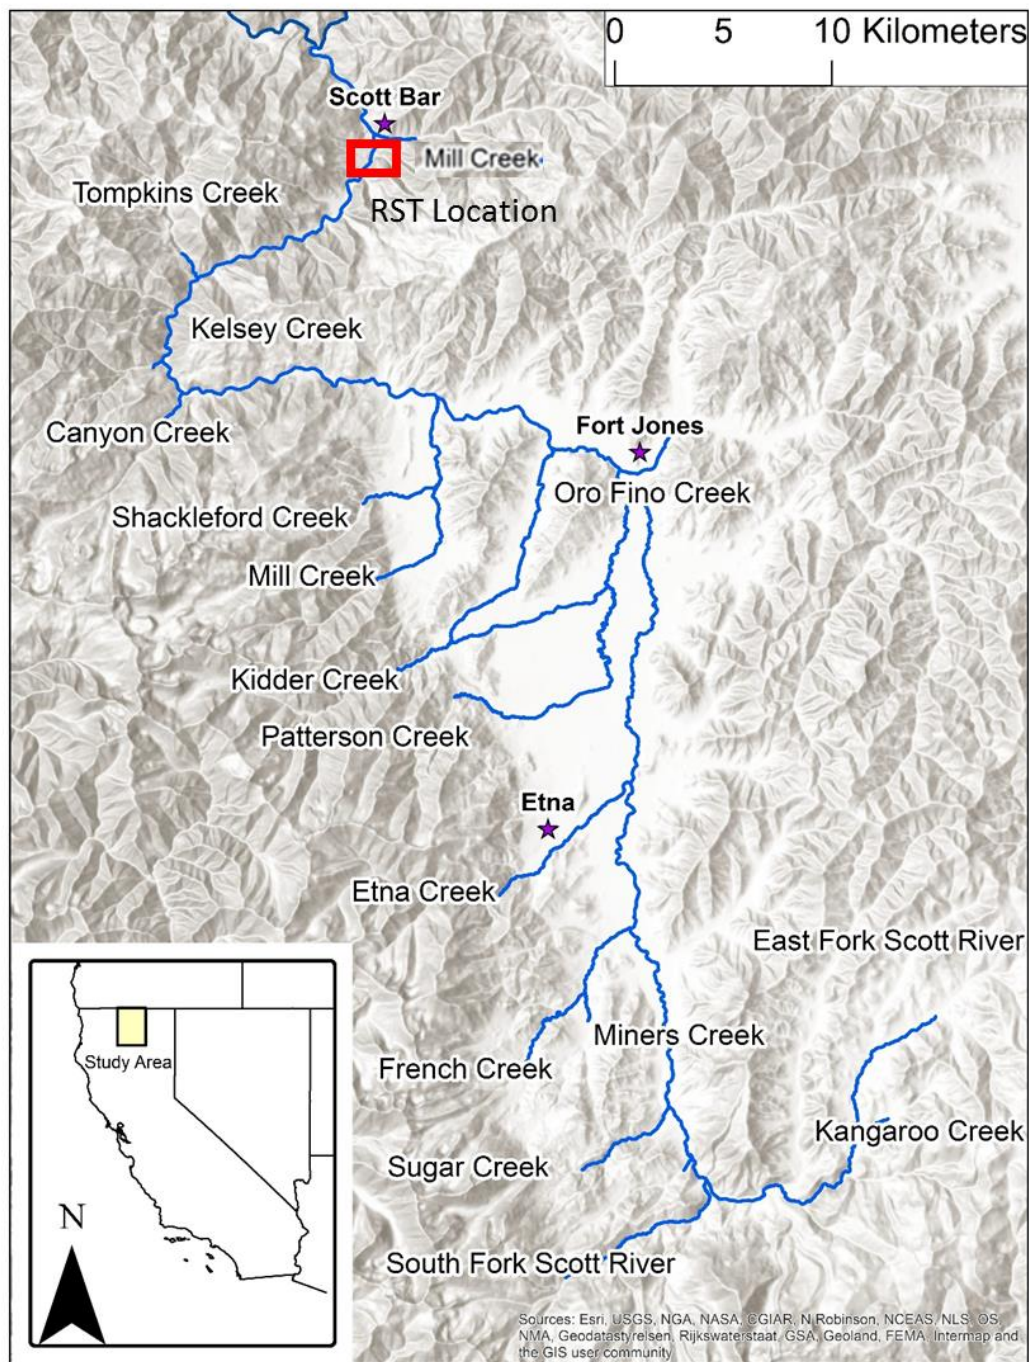 0 5 10 Kilometers
Scott Bar
Mill Creek
Tompkins Creek
RST Location
Kelsey Creek
Canyon Creek
Fort Jones
Oro Fino Creek
Shackleford Creek
Mill Creek
Kidder Creek
Patterson Creek
Etna
Etna Creek
East Fork Scott River
Study Area
Miners Creek
French Creek
Kangaroo Creek
Sugar Creek
N
South Fork Scott River
Sources: Esri, USGS, NGA, NASA, CGIAR, N Robinson, NCEAS, NLS, OS,
NMA, Geodatastyrelsen, Rijkswaterstaat, GSA, Geoland, FEMA, Intermap and
the GIS user community